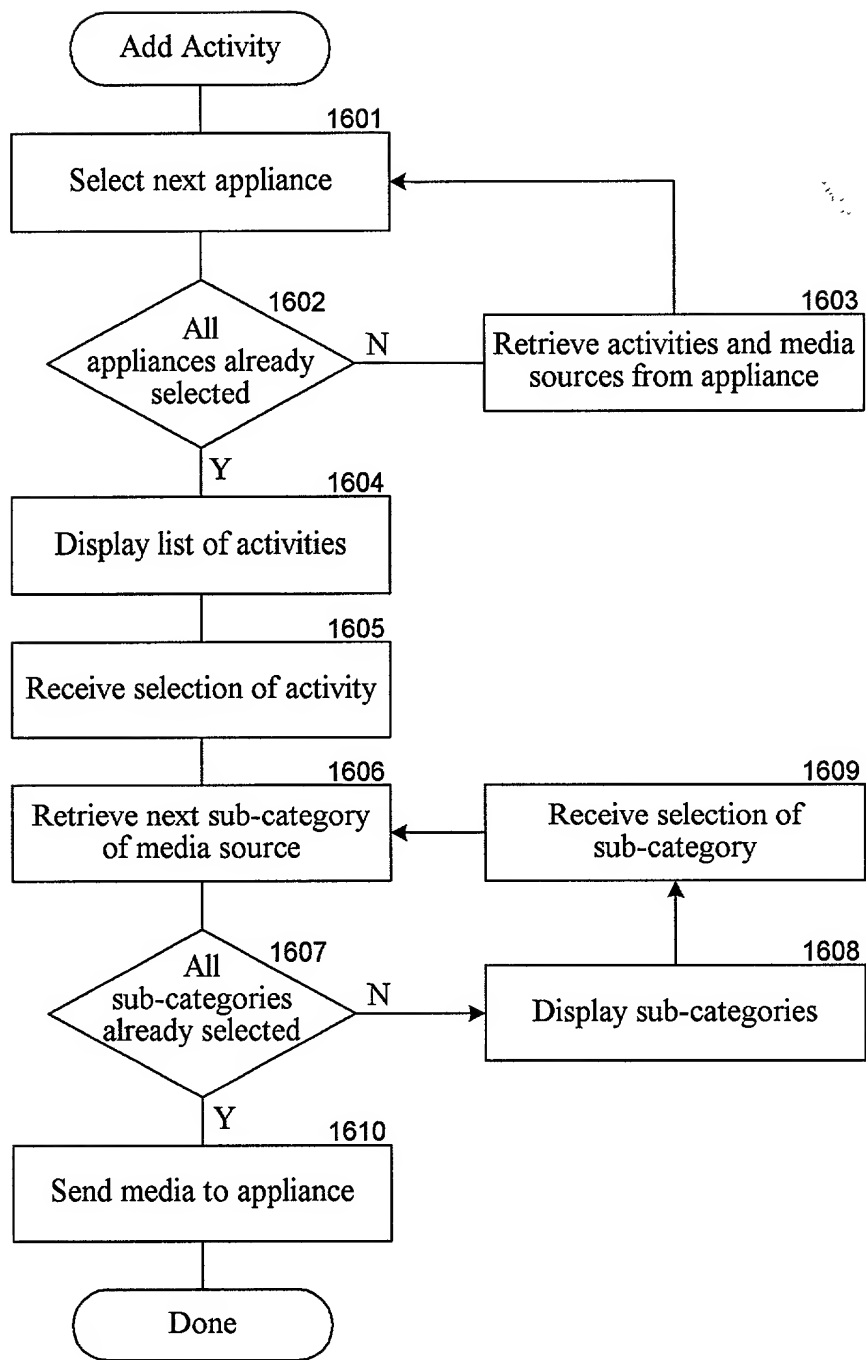 Add Activity
1601
Select next appliance
1602
All
appliances already
selected
N
1603
Retrieve activities and media
sources from appliance
Y
1604
Display list of activities
1605
Receive selection of activity
1606
Retrieve next sub-category
of media source
1609
Receive selection of
sub-category
1607
All
sub-categories
already selected
N
1608
Display sub-categories
Y
1610
Send media to appliance
Done